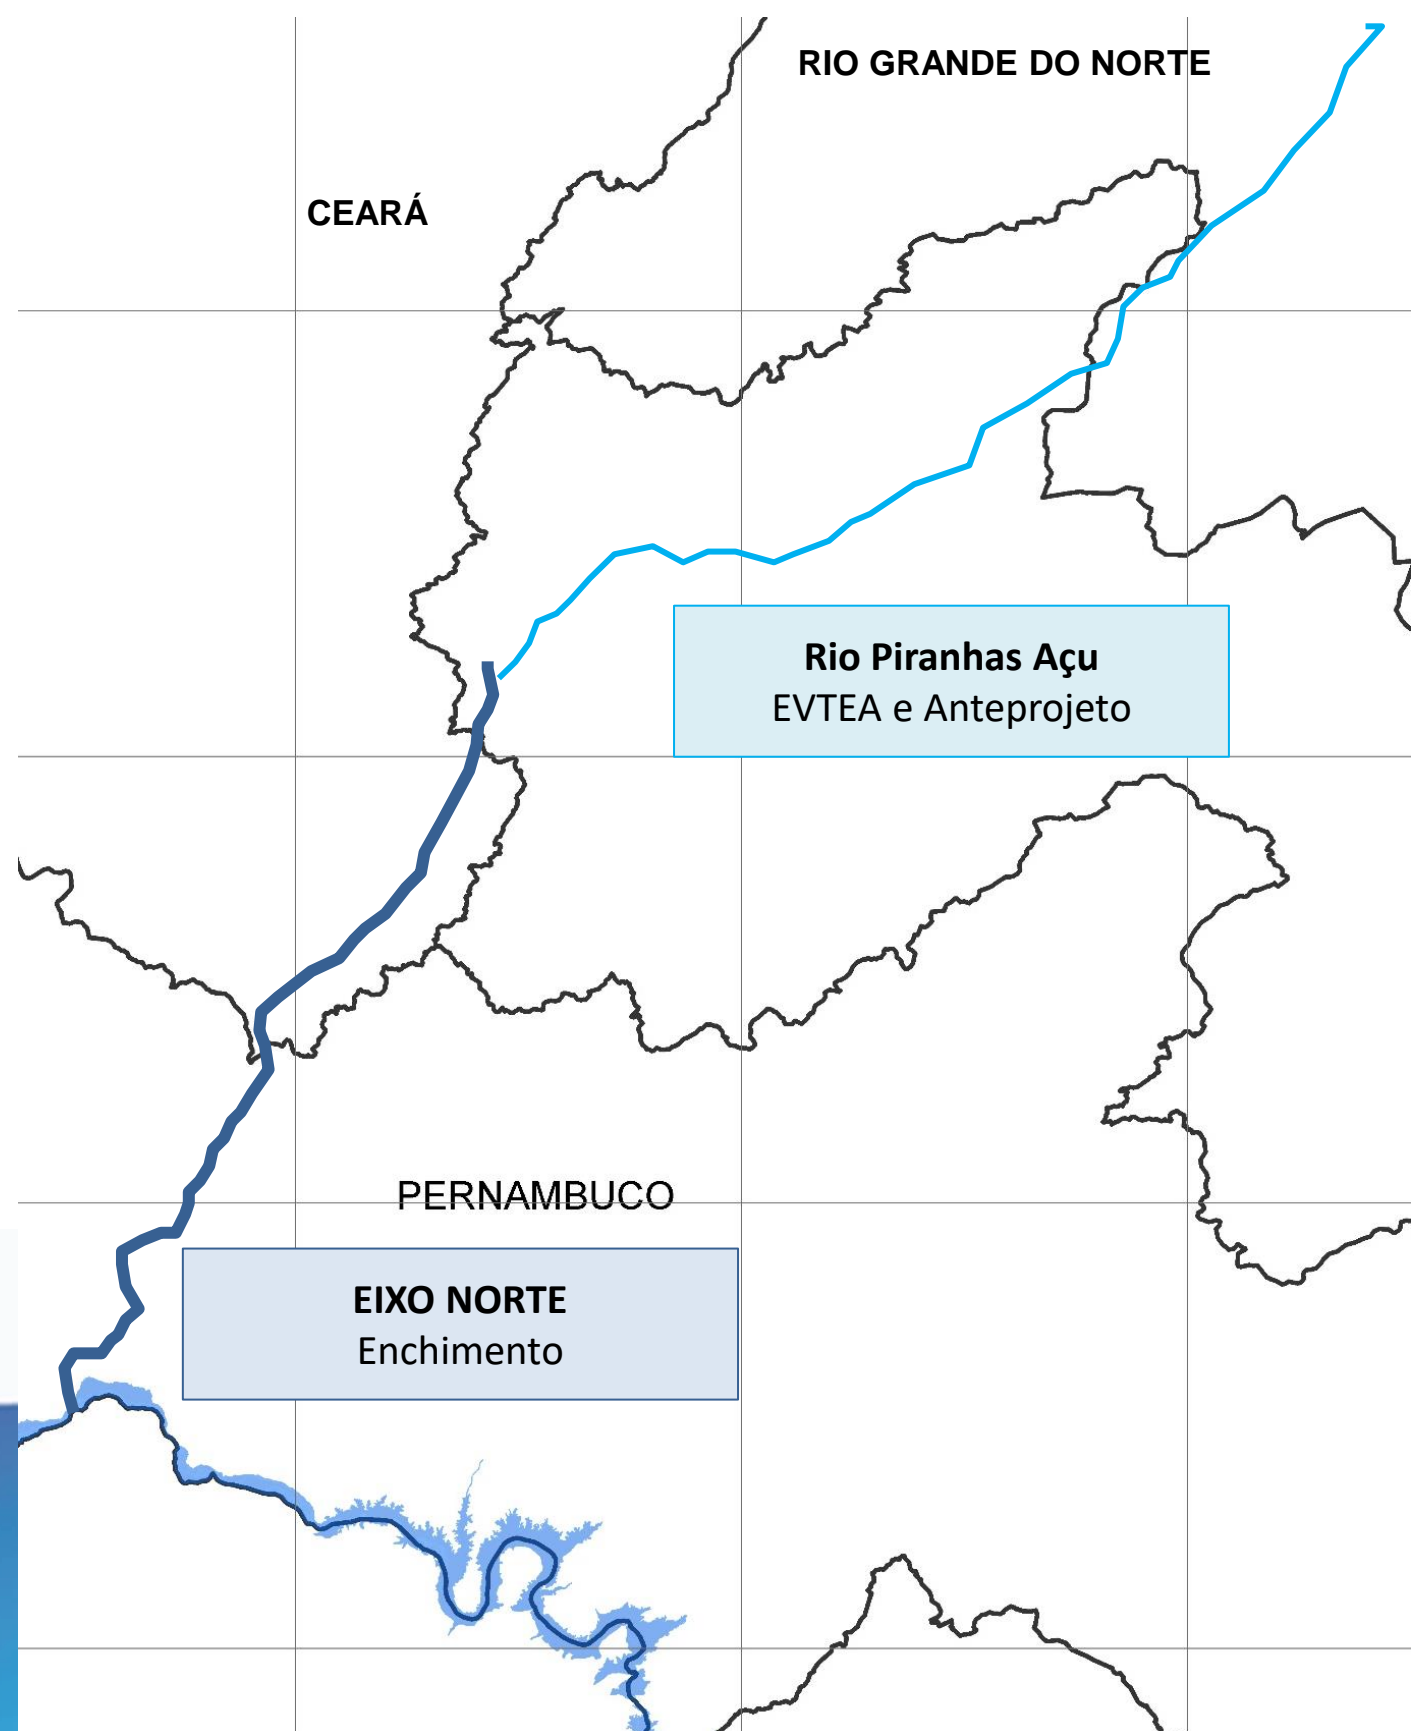 RIO GRANDE DO NORTE
CEARÁ
Rio Piranhas Açu
EVTEA e Anteprojeto
PERNAMBUCO
EIXO NORTE
Enchimento